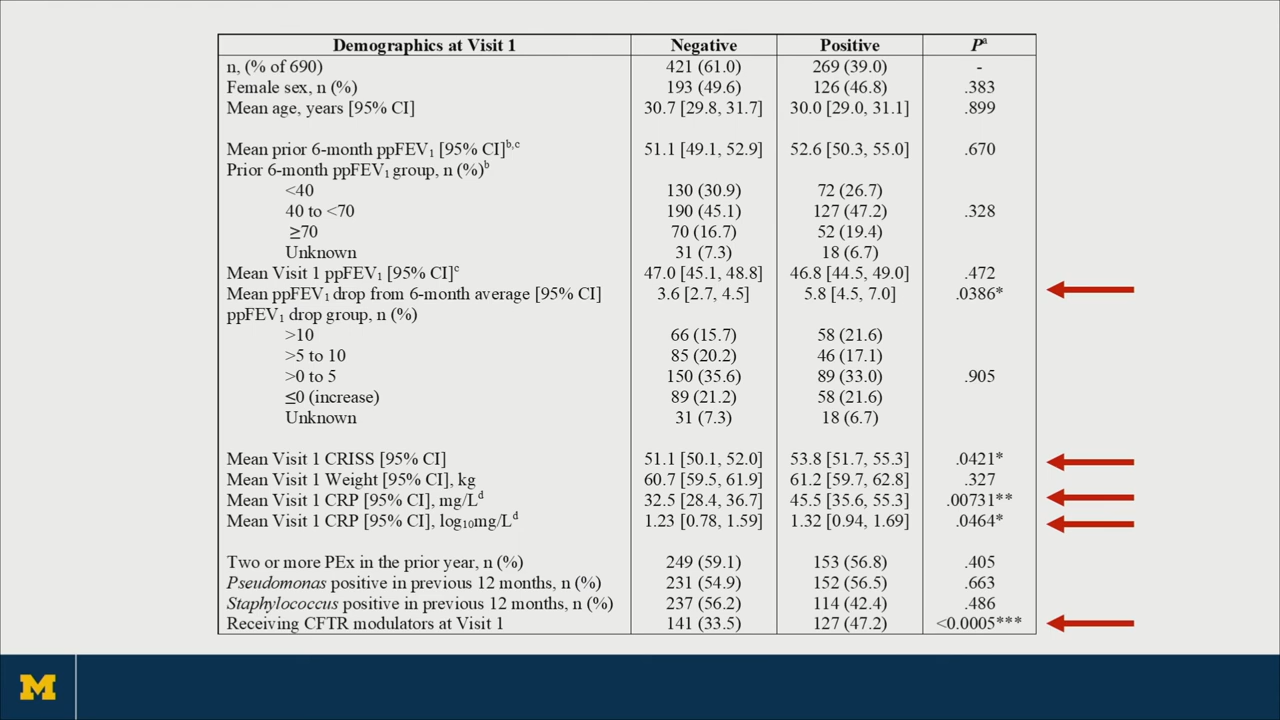 Demographics at Visit 1 Negative Positive Pᵃ
n, (% of 690) 421 (61.0) 269 (39.0) -
Female sex, n (%) 193 (49.6) 126 (46.8) .383
Mean age, years [95% CI] 30.7 [29.8, 31.7] 30.0 [29.0, 31.1] .899
Mean prior 6-month ppFEV₁ [95% CI]ᵇ,ᶜ 51.1 [49.1, 52.9] 52.6 [50.3, 55.0] .670
Prior 6-month ppFEV₁ group, n (%)ᵇ
<40 130 (30.9) 72 (26.7)
40 to <70 190 (45.1) 127 (47.2) .328
≥70 70 (16.7) 52 (19.4)
Unknown 31 (7.3) 18 (6.7)
Mean Visit 1 ppFEV₁ [95% CI]ᶜ 47.0 [45.1, 48.8] 46.8 [44.5, 49.0] .472
Mean ppFEV₁ drop from 6-month average [95% CI] 3.6 [2.7, 4.5] 5.8 [4.5, 7.0] .0386*
ppFEV₁ drop group, n (%)
>10 66 (15.7) 58 (21.6)
>5 to 10 85 (20.2) 46 (17.1)
>0 to 5 150 (35.6) 89 (33.0) .905
≤0 (increase) 89 (21.2) 58 (21.6)
Unknown 31 (7.3) 18 (6.7)
Mean Visit 1 CRISS [95% CI] 51.1 [50.1, 52.0] 53.8 [51.7, 55.3] .0421*
Mean Visit 1 Weight [95% CI], kg 60.7 [59.5, 61.9] 61.2 [59.7, 62.8] .327
Mean Visit 1 CRP [95% CI], mg/Lᵈ 32.5 [28.4, 36.7] 45.5 [35.6, 55.3] .00731**
Mean Visit 1 CRP [95% CI], log₁₀mg/Lᵈ 1.23 [0.78, 1.59] 1.32 [0.94, 1.69] .0464*
Two or more PEx in the prior year, n (%) 249 (59.1) 153 (56.8) .405
Pseudomonas positive in previous 12 months, n (%) 231 (54.9) 152 (56.5) .663
Staphylococcus positive in previous 12 months, n (%) 237 (56.2) 114 (42.4) .486
Receiving CFTR modulators at Visit 1 141 (33.5) 127 (47.2) <0.0005***
M